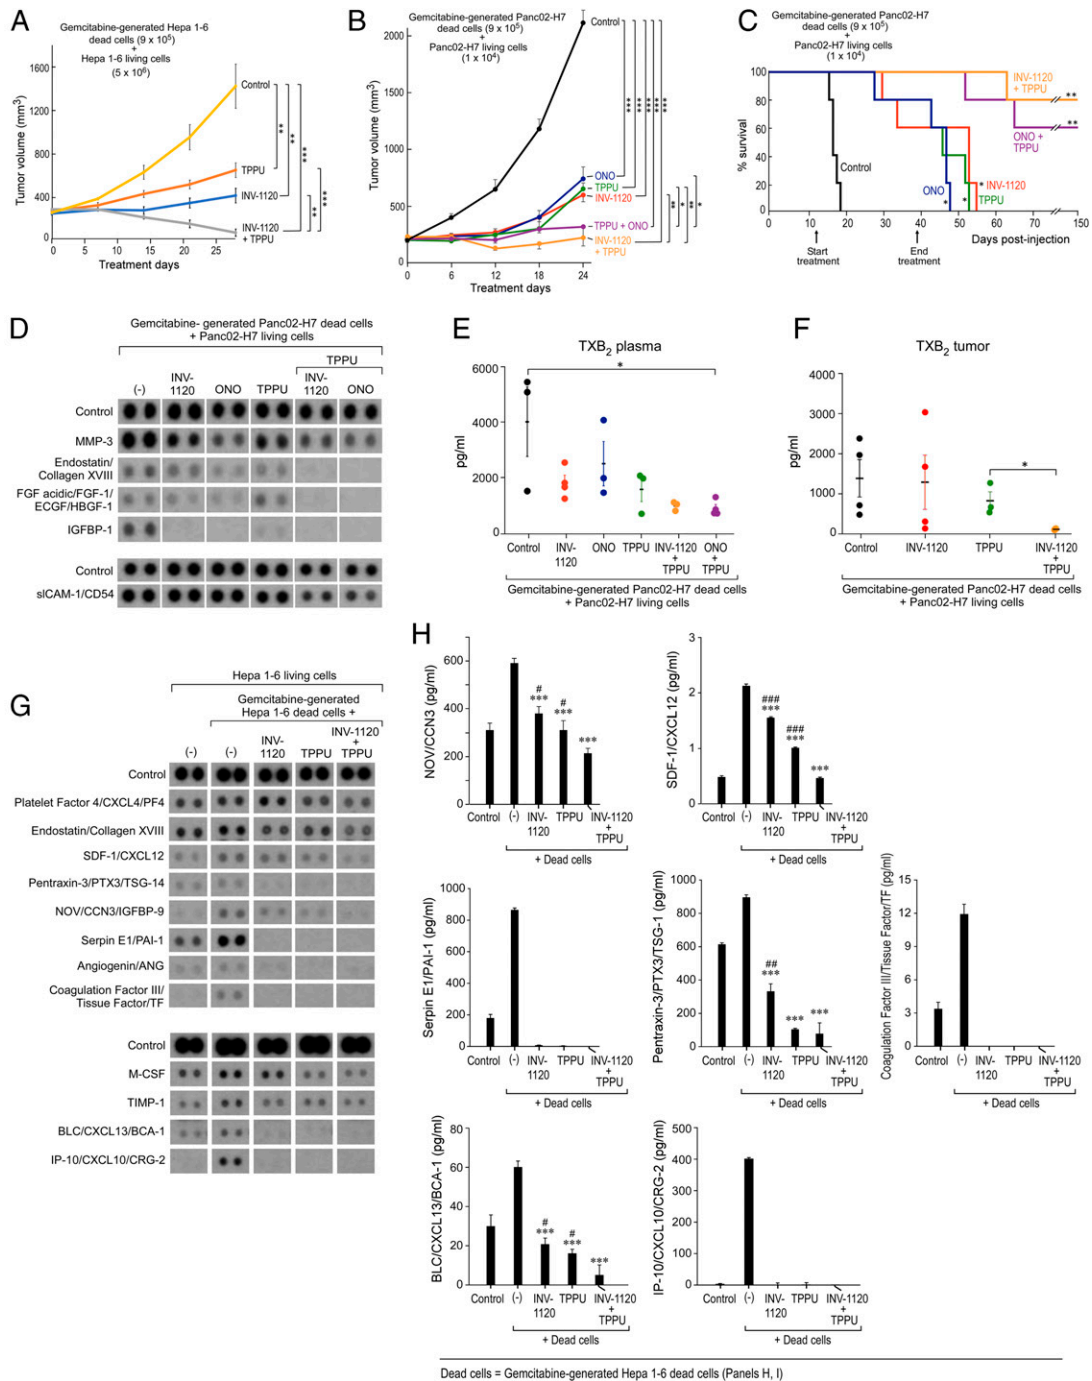 A
Gemcitabine-generated Hepa 1-6
dead cells (9 x 10⁵)
+
Hepa 1-6 living cells
(5 x 10⁶)
Tumor volume (mm³)
1600
1200
800
400
0
0 5 10 15 20 25
Treatment days
Control
TPPU
INV-1120
INV-1120
+ TPPU
**
**
***
**
***
B
Gemcitabine-generated Panc02-H7
dead cells (9 x 10⁵)
+
Panc02-H7 living cells
(1 x 10⁴)
Tumor volume (mm³)
2000
1500
1000
500
0
0 6 12 18 24
Treatment days
Control
ONO
TPPU
INV-1120
TPPU + ONO
INV-1120
+ TPPU
*** *** *** *** ***
** * ** *
C
Gemcitabine-generated Panc02-H7
dead cells (9 x 10⁵)
+
Panc02-H7 living cells
(1 x 10⁴)
% survival
100
80
60
40
20
0 10 20 30 40 50 60 70 150
Days post-injection
Start
treatment
End
treatment
Control
INV-1120
+ TPPU
**
ONO +
TPPU
**
ONO
*
* INV-1120
* TPPU
D
Gemcitabine- generated Panc02-H7 dead cells
+ Panc02-H7 living cells
TPPU
(-) INV-1120 ONO TPPU INV-1120 ONO
Control
MMP-3
Endostatin/
Collagen XVIII
FGF acidic/FGF-1/
ECGF/HBGF-1
IGFBP-1
Control
sICAM-1/CD54
E
TXB₂ plasma
*
pg/ml
6000
4000
2000
0
Control INV-1120 ONO TPPU INV-1120 + TPPU ONO + TPPU
Gemcitabine-generated Panc02-H7 dead cells
+ Panc02-H7 living cells
F
TXB₂ tumor
*
pg/ml
4000
3000
2000
1000
0
Control INV-1120 TPPU INV-1120 + TPPU
Gemcitabine-generated Panc02-H7 dead cells
+ Panc02-H7 living cells
G
Hepa 1-6 living cells
Gemcitabine-generated
Hepa 1-6 dead cells +
(-) (-) INV-1120 TPPU INV-1120 + TPPU
Control
Platelet Factor 4/CXCL4/PF4
Endostatin/Collagen XVIII
SDF-1/CXCL12
Pentraxin-3/PTX3/TSG-14
NOV/CCN3/IGFBP-9
Serpin E1/PAI-1
Angiogenin/ANG
Coagulation Factor III/
Tissue Factor/TF
Control
M-CSF
TIMP-1
BLC/CXCL13/BCA-1
IP-10/CXCL10/CRG-2
H
NOV/CCN3 (pg/ml)
600
400
200
0
# ***
# ***
***
Control (-) INV-1120 TPPU INV-1120 + TPPU
+ Dead cells
SDF-1/CXCL12 (pg/ml)
3
2
1
0
### ***
### ***
***
Control (-) INV-1120 TPPU INV-1120 + TPPU
+ Dead cells
Serpin E1/PAI-1 (pg/ml)
1000
800
600
400
200
0
Control (-) INV-1120 TPPU INV-1120 + TPPU
+ Dead cells
Pentraxin-3/PTX3/TSG-1 (pg/ml)
1000
800
600
400
200
0
## ***
***
***
Control (-) INV-1120 TPPU INV-1120 + TPPU
+ Dead cells
Coagulation Factor III/Tissue Factor/TF (pg/ml)
15
12
9
6
3
0
Control (-) INV-1120 TPPU INV-1120 + TPPU
+ Dead cells
BLC/CXCL13/BCA-1 (pg/ml)
80
60
40
20
0
# ***
# ***
***
Control (-) INV-1120 TPPU INV-1120 + TPPU
+ Dead cells
IP-10/CXCL10/CRG-2 (pg/ml)
500
400
300
200
100
0
Control (-) INV-1120 TPPU INV-1120 + TPPU
+ Dead cells
Dead cells = Gemcitabine-generated Hepa 1-6 dead cells (Panels H, I)